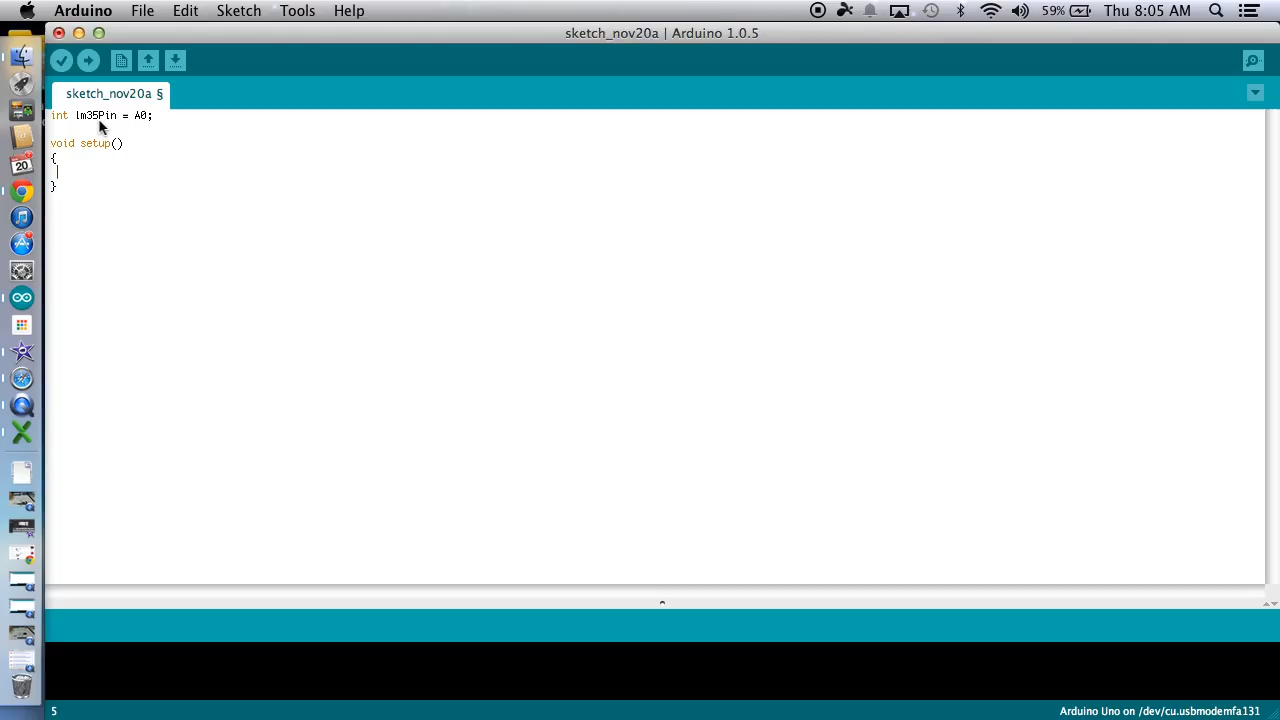 Arduino File Edit Sketch Tools Help 59% Thu 8:05 AM
sketch_nov20a | Arduino 1.0.5
sketch_nov20a §
int lm35Pin = A0;
void setup()
{
}
20
5
Arduino Uno on /dev/cu.usbmodemfa131